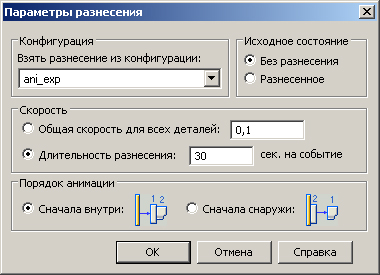 Параметры разнесения
Конфигурация
Взять разнесение из конфигурации:
ani_exp
Исходное состояние
Без разнесения
Разнесенное
Скорость
Общая скорость для всех деталей: 0,1
Длительность разнесения: 30 сек. на событие
Порядок анимации
Сначала внутри: 1 2
Сначала снаружи: 2 1
OK Отмена Справка